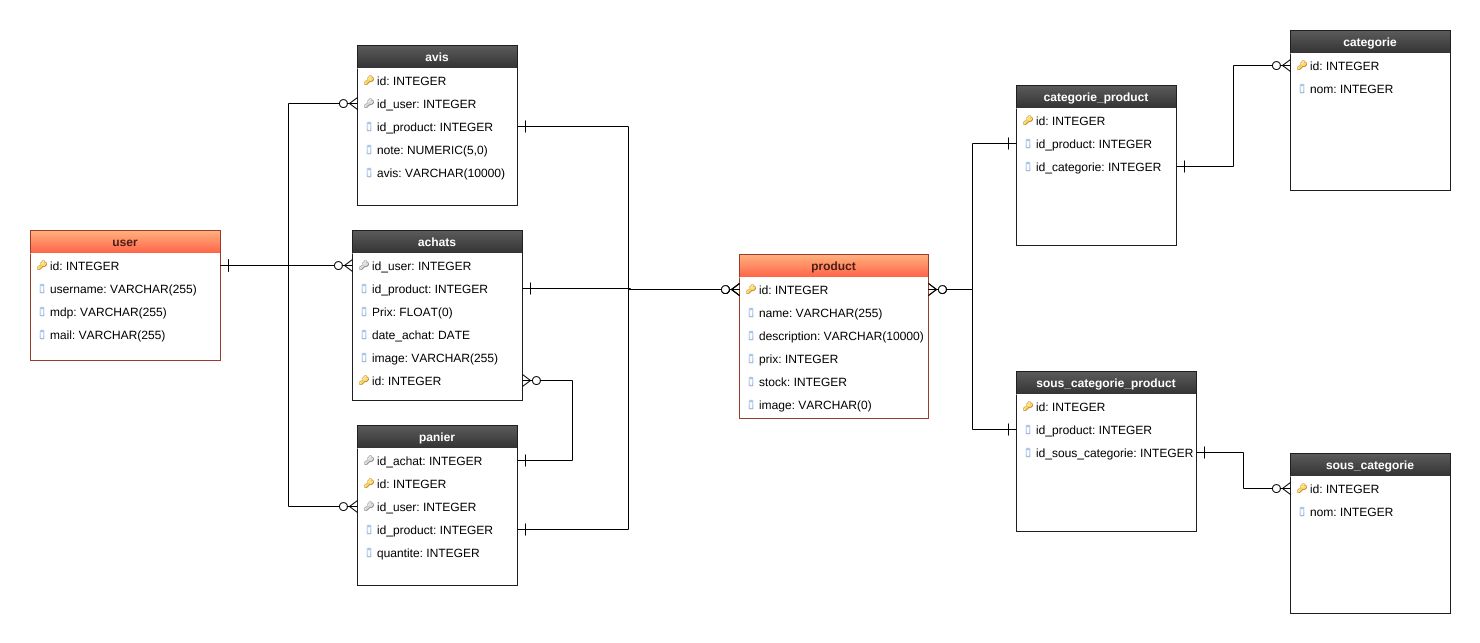 avis
id: INTEGER
id_user: INTEGER
id_product: INTEGER
note: NUMERIC(5,0)
avis: VARCHAR(10000)
user
id: INTEGER
username: VARCHAR(255)
mdp: VARCHAR(255)
mail: VARCHAR(255)
achats
id_user: INTEGER
id_product: INTEGER
Prix: FLOAT(0)
date_achat: DATE
image: VARCHAR(255)
id: INTEGER
panier
id_achat: INTEGER
id: INTEGER
id_user: INTEGER
id_product: INTEGER
quantite: INTEGER
product
id: INTEGER
name: VARCHAR(255)
description: VARCHAR(10000)
prix: INTEGER
stock: INTEGER
image: VARCHAR(0)
categorie_product
id: INTEGER
id_product: INTEGER
id_categorie: INTEGER
categorie
id: INTEGER
nom: INTEGER
sous_categorie_product
id: INTEGER
id_product: INTEGER
id_sous_categorie: INTEGER
sous_categorie
id: INTEGER
nom: INTEGER